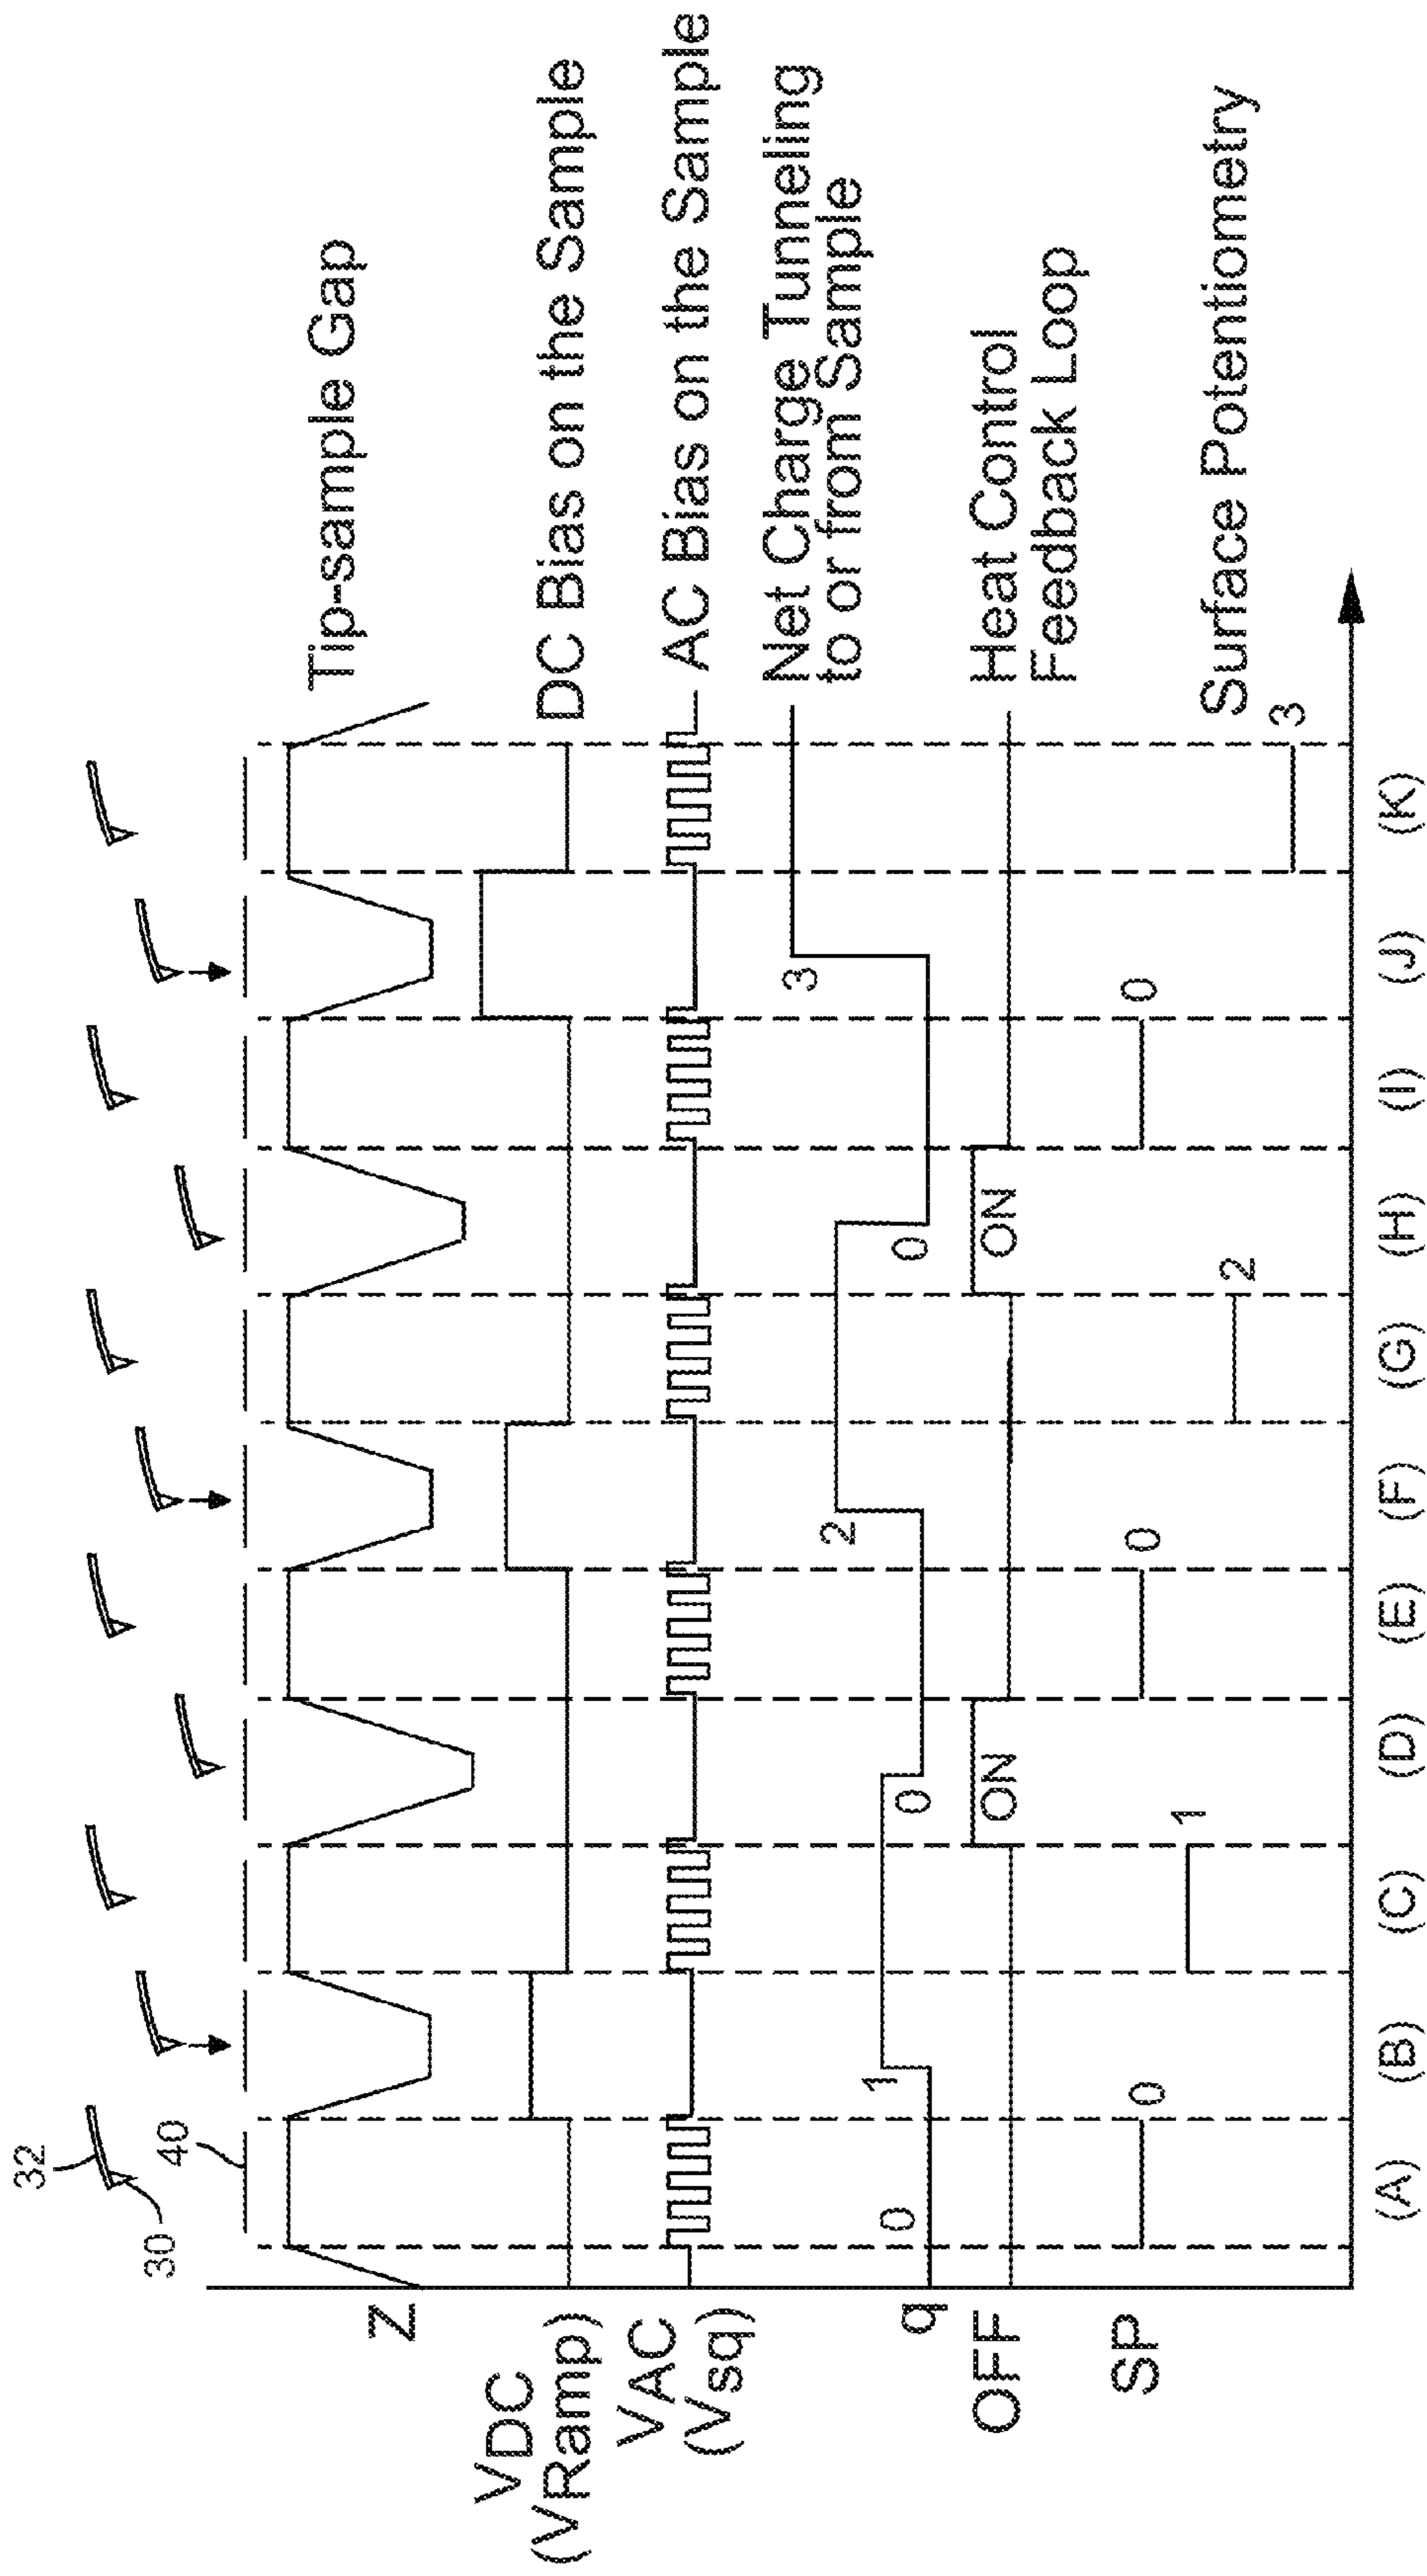 32
30
40
Z
Tip-sample Gap
VDC
(VRamp)
DC Bias on the Sample
VAC
(Vsq)
AC Bias on the Sample
q
0
1
0
2
0
3
Net Charge Tunneling
to or from Sample
OFF
ON
ON
Heat Control
Feedback Loop
SP
0
1
0
2
0
3
Surface Potentiometry
(A)
(B)
(C)
(D)
(E)
(F)
(G)
(H)
(I)
(J)
(K)